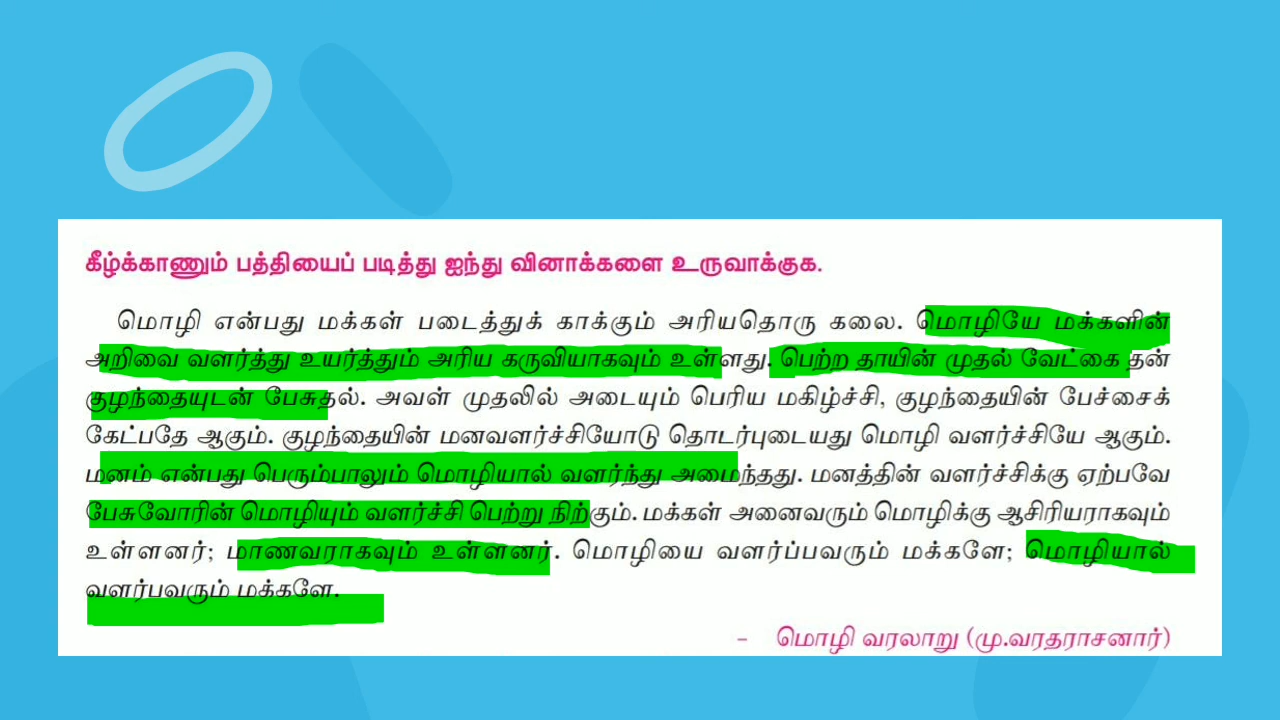 கீழ்க்காணும் பத்தியைப் படித்து ஐந்து வினாக்களை உருவாக்குக.
மொழி என்பது மக்கள் படைத்துக் காக்கும் அரியதொரு கலை. மொழியே மக்களின்
அறிவை வளர்த்து உயர்த்தும் அரிய கருவியாகவும் உள்ளது. பெற்ற தாயின் முதல் வேட்கை தன்
குழந்தையுடன் பேசுதல். அவள் முதலில் அடையும் பெரிய மகிழ்ச்சி, குழந்தையின் பேச்சைக்
கேட்பதே ஆகும். குழந்தையின் மனவளர்ச்சியோடு தொடர்புடையது மொழி வளர்ச்சியே ஆகும்.
மனம் என்பது பெரும்பாலும் மொழியால் வளர்ந்து அமைந்தது. மனத்தின் வளர்ச்சிக்கு ஏற்பவே
பேசுவோரின் மொழியும் வளர்ச்சி பெற்று நிற்கும். மக்கள் அனைவரும் மொழிக்கு ஆசிரியராகவும்
உள்ளனர்; மாணவராகவும் உள்ளனர். மொழியை வளர்ப்பவரும் மக்களே; மொழியால்
வளர்பவரும் மக்களே.
– மொழி வரலாறு (மு.வரதராசனார்)